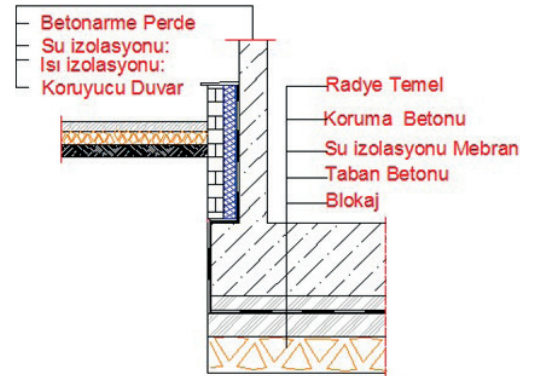 Betonarme Perde
Su izolasyonu:
Isı izolasyonu:
Koruyucu Duvar
Radye Temel
Koruma Betonu
Su izolasyonu Mebran
Taban Betonu
Blokaj